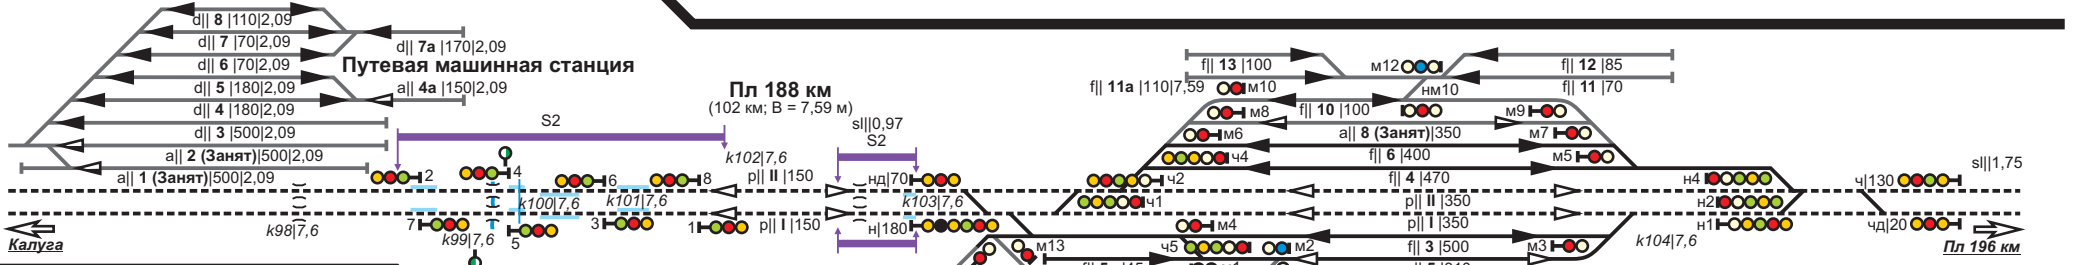 d|| 8 |110|2,09
d|| 7 |70|2,09
d|| 7a |170|2,09
d|| 6 |70|2,09
Путевая машинная станция
d|| 5 |180|2,09
a|| 4a |150|2,09
d|| 4 |180|2,09
d|| 3 |500|2,09
a|| 2 (Занят)|500|2,09
a|| 1 (Занят)|500|2,09
S2
Пл 188 км
(102 км; В = 7,59 м)
sl||0,97
S2
k102|7,6
2
4
6
8
p|| II |150
нд|70
k100|7,6
k101|7,6
k103|7,6
7
k99|7,6
5
3
1
p|| I |150
н|180
k98|7,6
Калуга
f|| 13 |100
м12
f|| 12 |85
f|| 11a |110|7,59
м10
нм10
f|| 11 |70
м8
f|| 10 |100
м9
м6
a|| 8 (Занят)|350
м7
ч4
f|| 6 |400
м5
sl||1,75
ч2
f|| 4 |470
н4
ч|130
ч1
p|| II |350
н2
м4
p|| I |350
н1
чд|20
м13
ч5
м2
f|| 3 |500
м3
k104|7,6
Пл 196 км